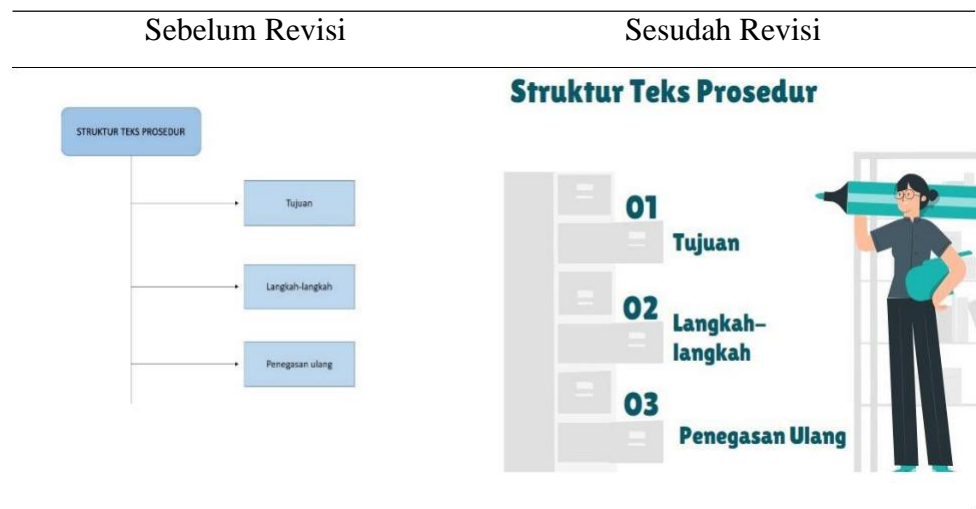 Sebelum Revisi
Sesudah Revisi
STRUKTUR TEKS PROSEDUR
Tujuan
Langkah-langkah
Penegasan ulang
Struktur Teks Prosedur
01
Tujuan
02
Langkah-
langkah
03
Penegasan Ulang